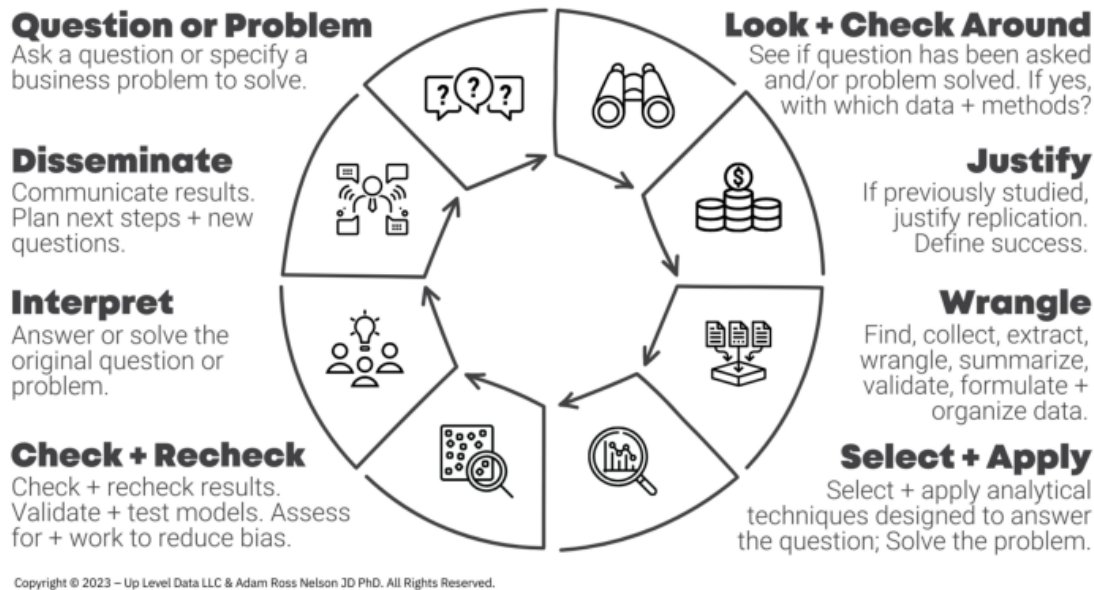 Question or Problem
Ask a question or specify a
business problem to solve.
Look + Check Around
See if question has been asked
and/or problem solved. If yes,
with which data + methods?
Justify
If previously studied,
justify replication.
Define success.
Wrangle
Find, collect, extract,
wrangle, summarize,
validate, formulate +
organize data.
Select + Apply
Select + apply analytical
techniques designed to answer
the question; Solve the problem.
Check + Recheck
Check + recheck results.
Validate + test models. Assess
for + work to reduce bias.
Interpret
Answer or solve the
original question or
problem.
Disseminate
Communicate results.
Plan next steps + new
questions.
? ? ?
$
Copyright © 2023 – Up Level Data LLC & Adam Ross Nelson JD PhD. All Rights Reserved.